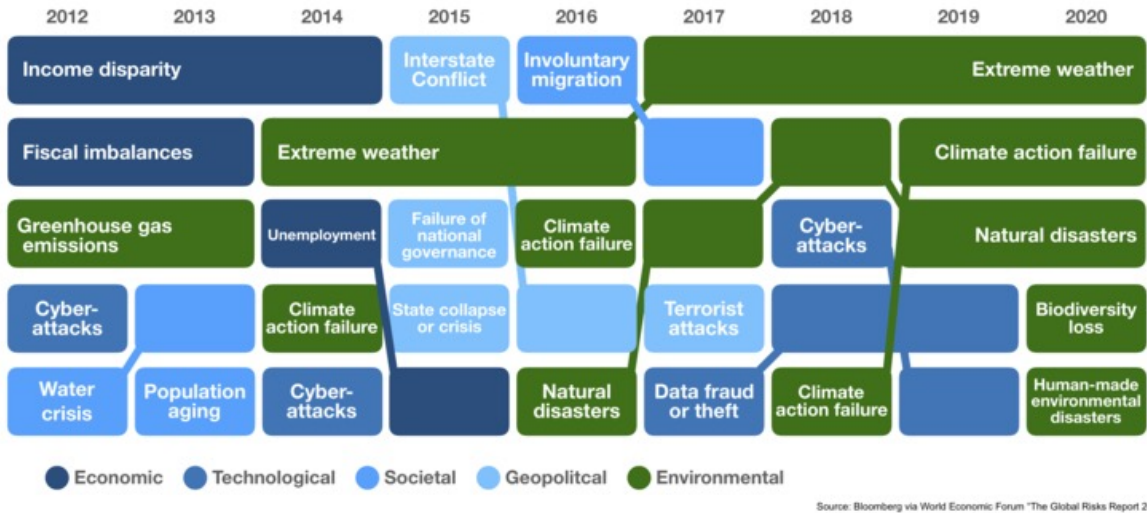 2012 2013 2014 2015 2016 2017 2018 2019 2020
Income disparity
Interstate
Conflict
Involuntary
migration
Extreme weather
Fiscal imbalances
Extreme weather
Climate action failure
Greenhouse gas
emissions
Unemployment
Failure of
national
governance
Climate
action failure
Cyber-
attacks
Natural disasters
Cyber-
attacks
Climate
action failure
State collapse
or crisis
Terrorist
attacks
Biodiversity
loss
Water
crisis
Population
aging
Cyber-
attacks
Natural
disasters
Data fraud
or theft
Climate
action failure
Human-made
environmental
disasters
Economic Technological Societal Geopolitcal Environmental
Source: Bloomberg via World Economic Forum "The Global Risks Report 2